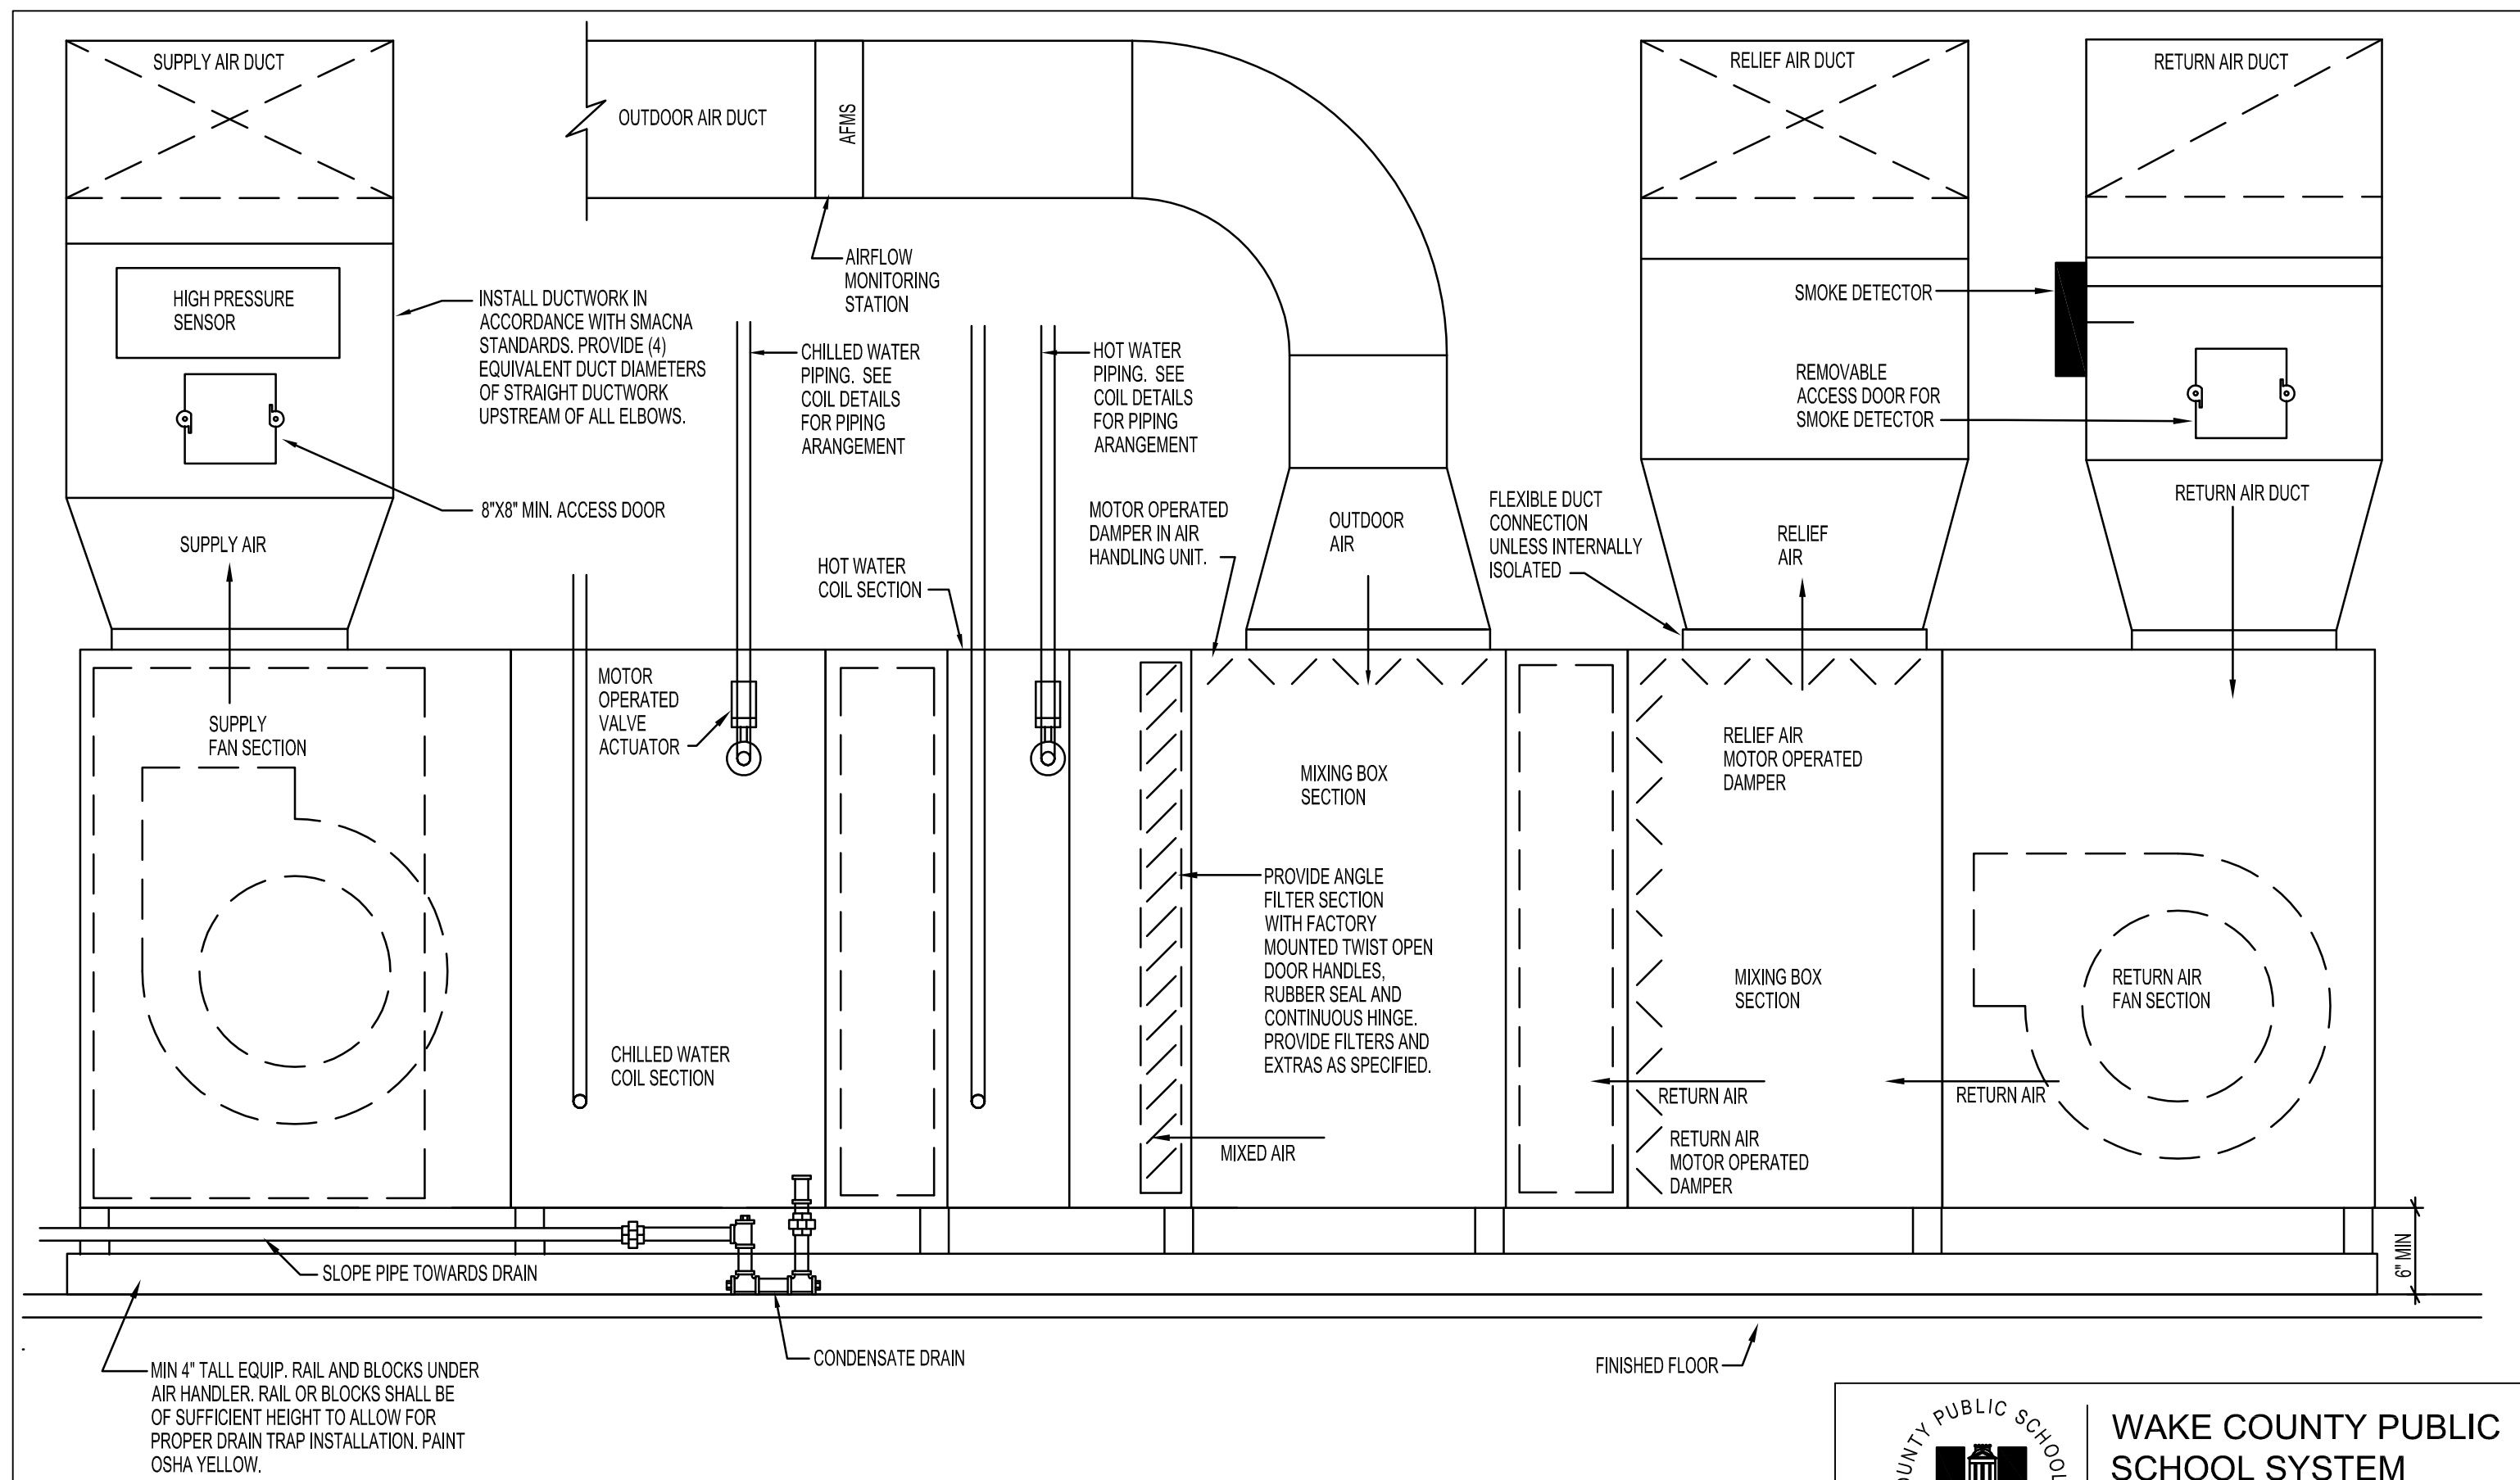 SUPPLY AIR DUCT
OUTDOOR AIR DUCT
AFMS
RELIEF AIR DUCT
RETURN AIR DUCT
HIGH PRESSURE
SENSOR
INSTALL DUCTWORK IN
ACCORDANCE WITH SMACNA
STANDARDS. PROVIDE (4)
EQUIVALENT DUCT DIAMETERS
OF STRAIGHT DUCTWORK
UPSTREAM OF ALL ELBOWS.
AIRFLOW
MONITORING
STATION
CHILLED WATER
PIPING. SEE
COIL DETAILS
FOR PIPING
ARANGEMENT
HOT WATER
PIPING. SEE
COIL DETAILS
FOR PIPING
ARANGEMENT
SMOKE DETECTOR
REMOVABLE
ACCESS DOOR FOR
SMOKE DETECTOR
8"X8" MIN. ACCESS DOOR
SUPPLY AIR
HOT WATER
COIL SECTION
MOTOR OPERATED
DAMPER IN AIR
HANDLING UNIT.
OUTDOOR
AIR
FLEXIBLE DUCT
CONNECTION
UNLESS INTERNALLY
ISOLATED
RELIEF
AIR
RETURN AIR DUCT
SUPPLY
FAN SECTION
MOTOR
OPERATED
VALVE
ACTUATOR
MIXING BOX
SECTION
RELIEF AIR
MOTOR OPERATED
DAMPER
PROVIDE ANGLE
FILTER SECTION
WITH FACTORY
MOUNTED TWIST OPEN
DOOR HANDLES,
RUBBER SEAL AND
CONTINUOUS HINGE.
PROVIDE FILTERS AND
EXTRAS AS SPECIFIED.
MIXING BOX
SECTION
RETURN AIR
FAN SECTION
CHILLED WATER
COIL SECTION
RETURN AIR
RETURN AIR
MIXED AIR
RETURN AIR
MOTOR OPERATED
DAMPER
6" MIN
SLOPE PIPE TOWARDS DRAIN
CONDENSATE DRAIN
FINISHED FLOOR
MIN 4" TALL EQUIP. RAIL AND BLOCKS UNDER
AIR HANDLER. RAIL OR BLOCKS SHALL BE
OF SUFFICIENT HEIGHT TO ALLOW FOR
PROPER DRAIN TRAP INSTALLATION. PAINT
OSHA YELLOW.
PUBLIC
WAKE COUNTY PUBLIC
SCHOOL SYSTEM